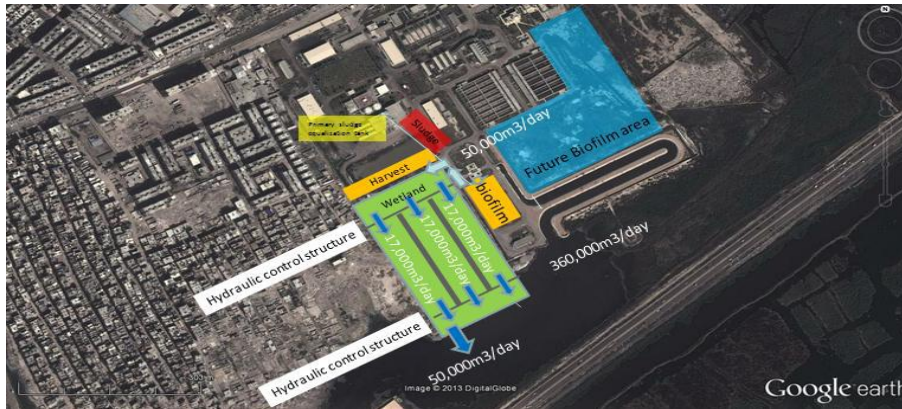 N
Primary sludge
equalisation tank
Sludge
50,000m3/day
Future Biofilm area
Harvest
Wetland
biofilm
17,000m3/day
17,000m3/day
17,000m3/day
360,000m3/day
Hydraulic control structure
Hydraulic control structure
50,000m3/day
Image © 2013 DigitalGlobe
Google earth